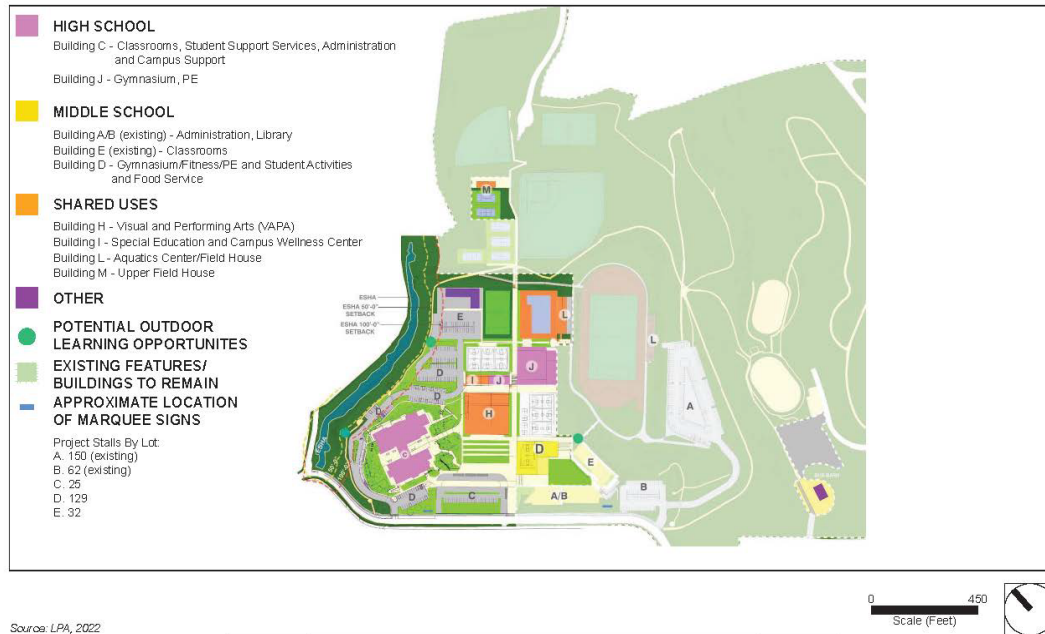 HIGH SCHOOL
Building C - Classrooms, Student Support Services, Administration
and Campus Support
Building J - Gymnasium, PE
MIDDLE SCHOOL
Building A/B (existing) - Administration, Library
Building E (existing) - Classrooms
Building D - Gymnasium/Fitness/PE and Student Activities
and Food Service
SHARED USES
Building H - Visual and Performing Arts (VAPA)
Building I - Special Education and Campus Wellness Center
Building L - Aquatics Center/Field House
Building M - Upper Field House
OTHER
POTENTIAL OUTDOOR
LEARNING OPPORTUNITES
EXISTING FEATURES/
BUILDINGS TO REMAIN
APPROXIMATE LOCATION
OF MARQUEE SIGNS
Project Stalls By Lot:
A. 150 (existing)
B. 62 (existing)
C. 25
D. 129
E. 32
M
ESHA
ESHA 50'-0"
SETBACK
ESHA 100'-0"
SETBACK
E
L
L
D
I
J
J
D
D
A
H
C
D
E
ESHA
D
C
A/B
B
0
450
Scale (Feet)
Source: LPA, 2022